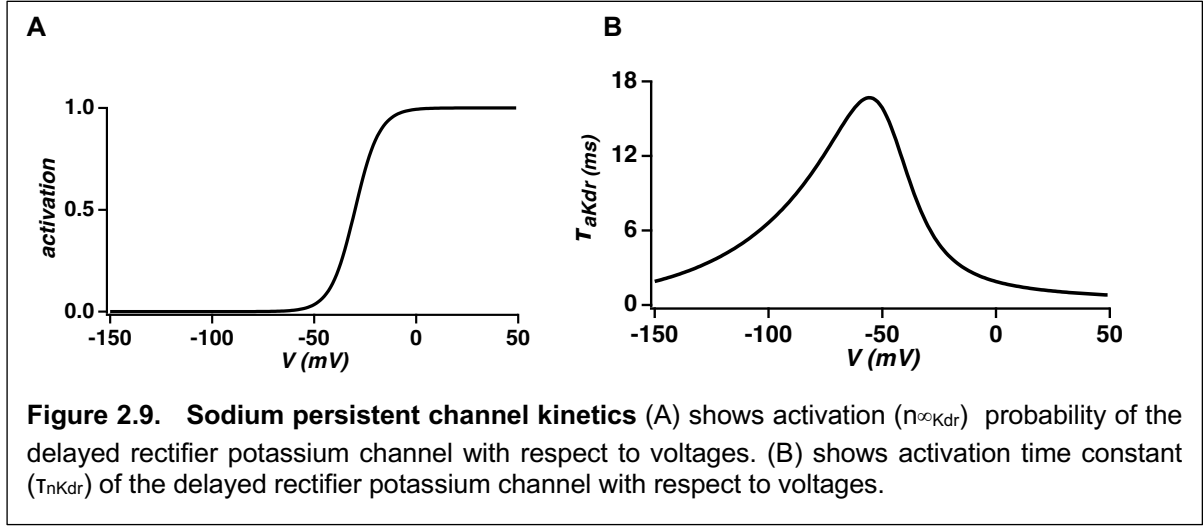 A
B
activation
1.0
0.5
0.0
-150 -100 -50 0 50
V (mV)
τaKdr (ms)
18
12
6
0
-150 -100 -50 0 50
V (mV)
Figure 2.9. Sodium persistent channel kinetics (A) shows activation (n∞Kdr) probability of the
delayed rectifier potassium channel with respect to voltages. (B) shows activation time constant
(τnKdr) of the delayed rectifier potassium channel with respect to voltages.